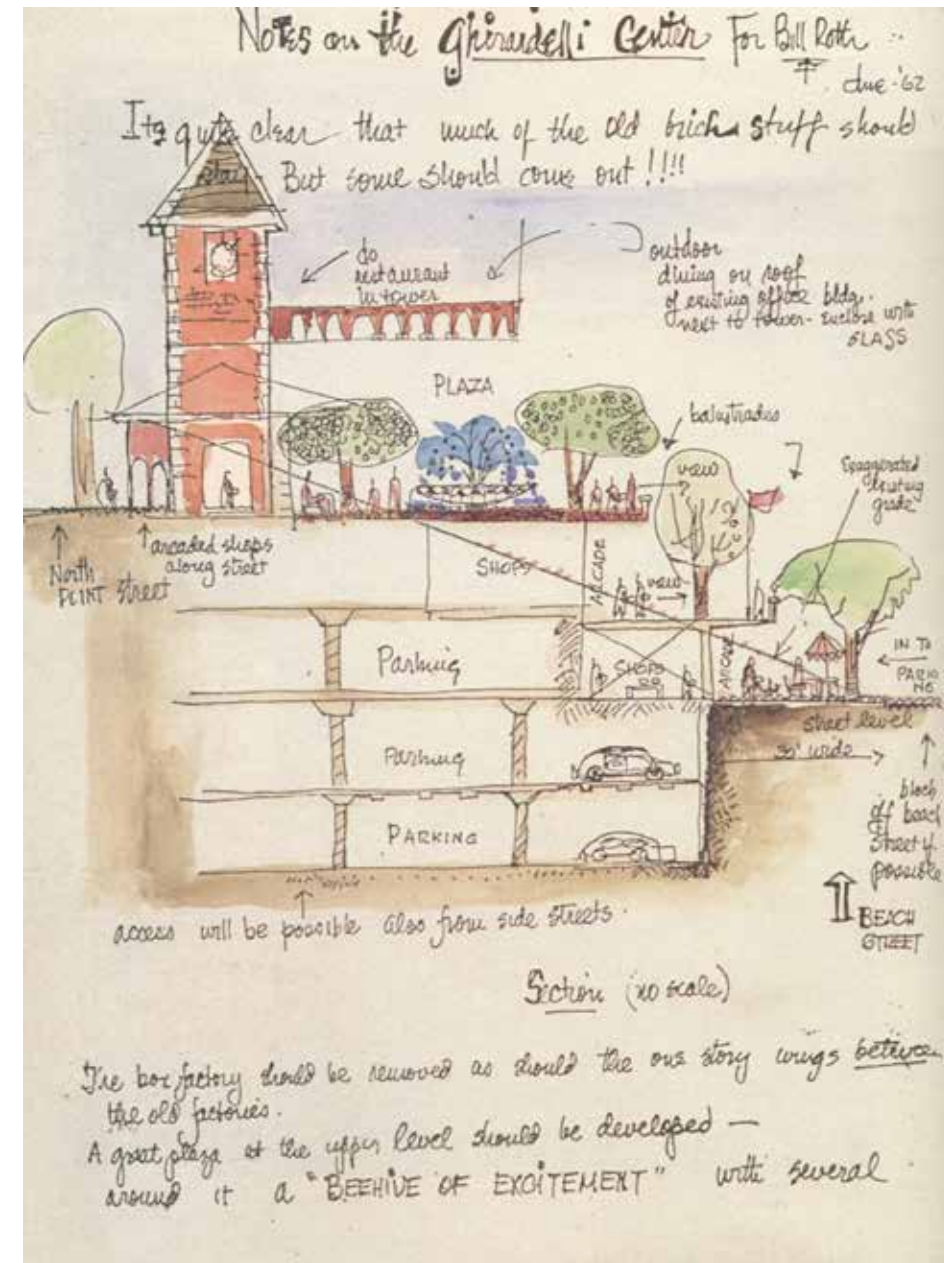 Notes on the Ghirardelli Center For Bill Roth
'62
Its quite clear that much of the old brick stuff should
stay But some should come out !!!!
do
restaurant
in tower
outdoor
dining on roof
of existing office bldg.
next to tower - enclose with
GLASS
PLAZA
balustrades
view
Exaggerated
existing
grade
North
POINT Street
arcaded shops
along street
SHOPS
ARCADE
view
Parking
SHOPS
ARCADE
IN TO
PARKI
NG
street level
30' wide
Parking
block
off beach
street if
possible
PARKING
BEACH
STREET
access will be possible also from side streets.
Section (no scale)
The box factory should be removed as should the one story wings between
the old factories.
A great plaza at the upper level should be developed —
around it a "BEEHIVE OF EXCITEMENT" with several